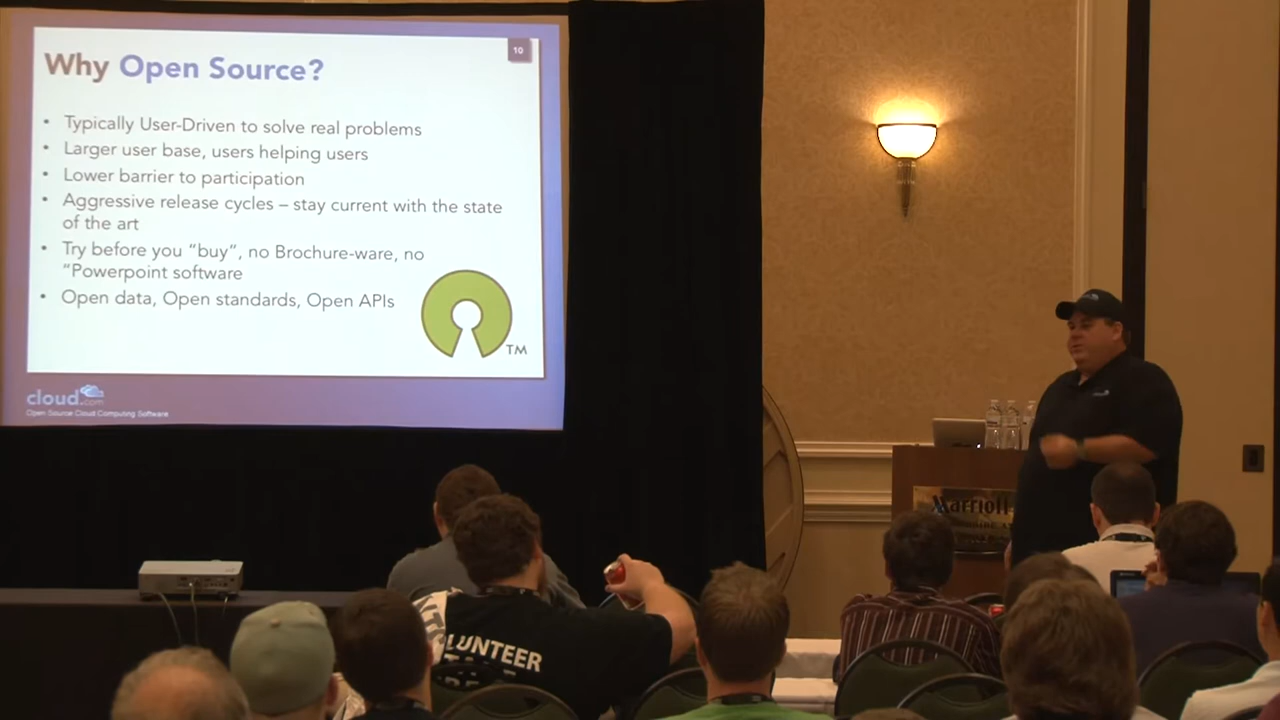 10
Why Open Source?
• Typically User-Driven to solve real problems
• Larger user base, users helping users
• Lower barrier to participation
• Aggressive release cycles – stay current with the state
of the art
• Try before you “buy”, no Brochure-ware, no
“Powerpoint software
• Open data, Open standards, Open APIs
TM
cloud.com
Open Source Cloud Computing Software
Marriott
VOLUNTEER